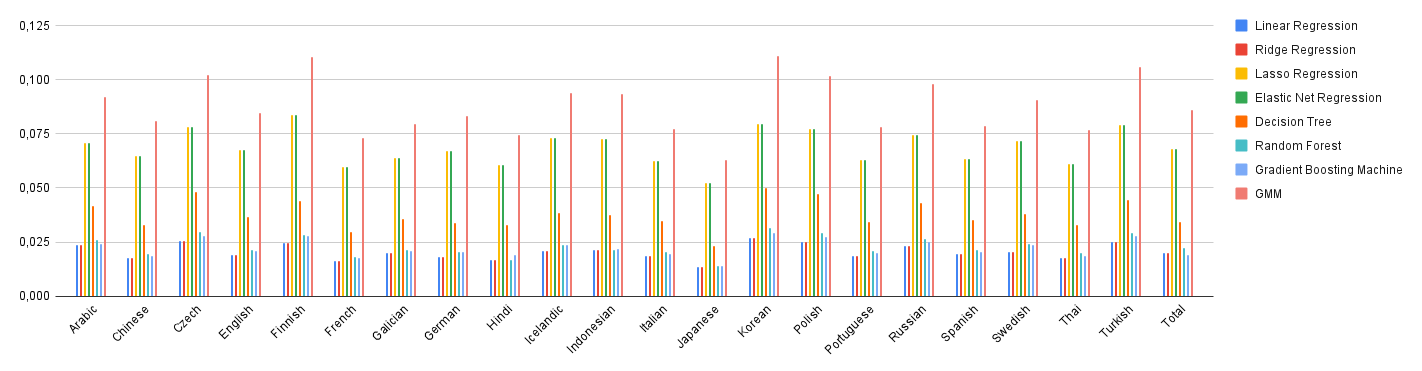 0,125
0,100
0,075
0,050
0,025
0,000
Arabic
Chinese
Czech
English
Finnish
French
Galician
German
Hindi
Icelandic
Indonesian
Italian
Japanese
Korean
Polish
Portuguese
Russian
Spanish
Swedish
Thai
Turkish
Total
Linear Regression
Ridge Regression
Lasso Regression
Elastic Net Regression
Decision Tree
Random Forest
Gradient Boosting Machine
GMM